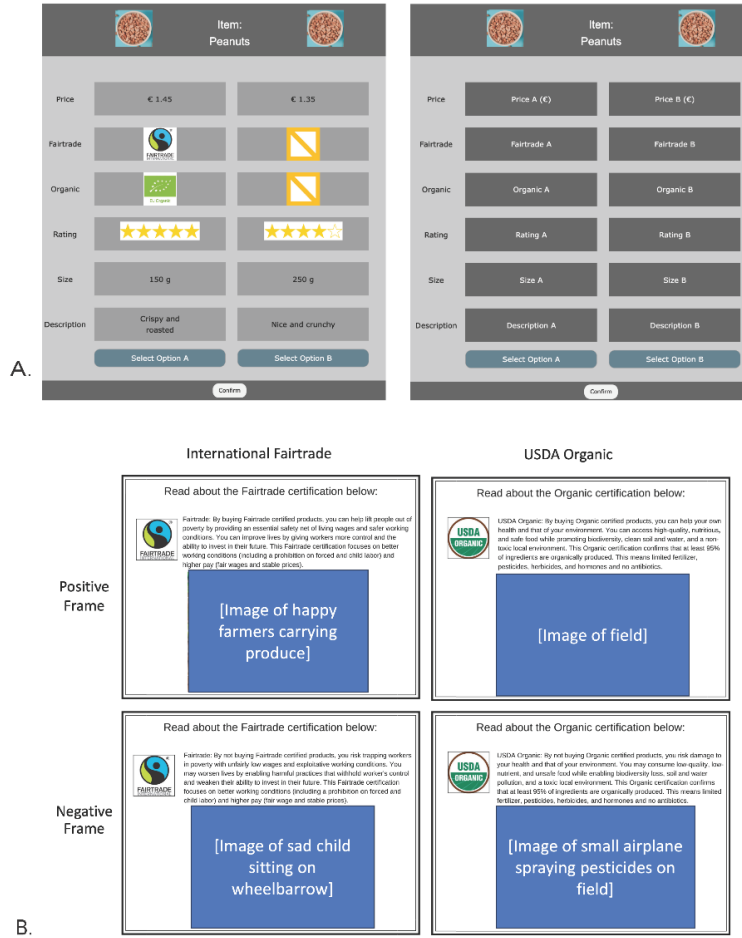 Item:
Peanuts
Price
€ 1.45
€ 1.35
Fairtrade
FAIRTRADE
Organic
EU Organic
Rating
Size
150 g
250 g
Description
Crispy and
roasted
Nice and crunchy
Select Option A
Select Option B
Confirm
Item:
Peanuts
Price
Price A (€)
Price B (€)
Fairtrade
Fairtrade A
Fairtrade B
Organic
Organic A
Organic B
Rating
Rating A
Rating B
Size
Size A
Size B
Description
Description A
Description B
Select Option A
Select Option B
Confirm
A.
International Fairtrade
USDA Organic
Positive
Frame
Read about the Fairtrade certification below:
FAIRTRADE
Fairtrade: By buying Fairtrade certified products, you can help lift people out of
poverty by providing an essential safety net of living wages and safer working
conditions. You can improve lives by giving workers more control and the
ability to invest in their future. This Fairtrade certification focuses on better
working conditions (including a prohibition on forced and child labor) and
higher pay (fair wages and stable prices).
[Image of happy
farmers carrying
produce]
Read about the Organic certification below:
USDA
ORGANIC
USDA Organic: By buying Organic certified products, you can help your own
health and that of your environment. You can access high-quality, nutritious,
and safe food while promoting biodiversity, clean soil and water, and a non-
toxic local environment. This Organic certification confirms that at least 95%
of ingredients are organically produced. This means limited fertilizer,
pesticides, herbicides, and hormones and no antibiotics.
[Image of field]
Negative
Frame
Read about the Fairtrade certification below:
FAIRTRADE
Fairtrade: By not buying Fairtrade certified products, you risk trapping workers
in poverty with unfairly low wages and exploitative working conditions. You
may worsen lives by enabling harmful practices that withhold worker's control
and weaken their ability to invest in their future. This Fairtrade certification
focuses on better working conditions (including a prohibition on forced and
child labor) and higher pay (fair wage and stable prices).
[Image of sad child
sitting on
wheelbarrow]
Read about the Organic certification below:
USDA
ORGANIC
USDA Organic: By not buying Organic certified products, you risk damage to
your health and that of your environment. You may consume low-quality, low-
nutrient, and unsafe food while enabling biodiversity loss, soil and water
pollution, and a toxic local environment. This Organic certification confirms
that at least 95% of ingredients are organically produced. This means limited
fertilizer, pesticides, herbicides, and hormones and no antibiotics.
[Image of small airplane
spraying pesticides on
field]
B.